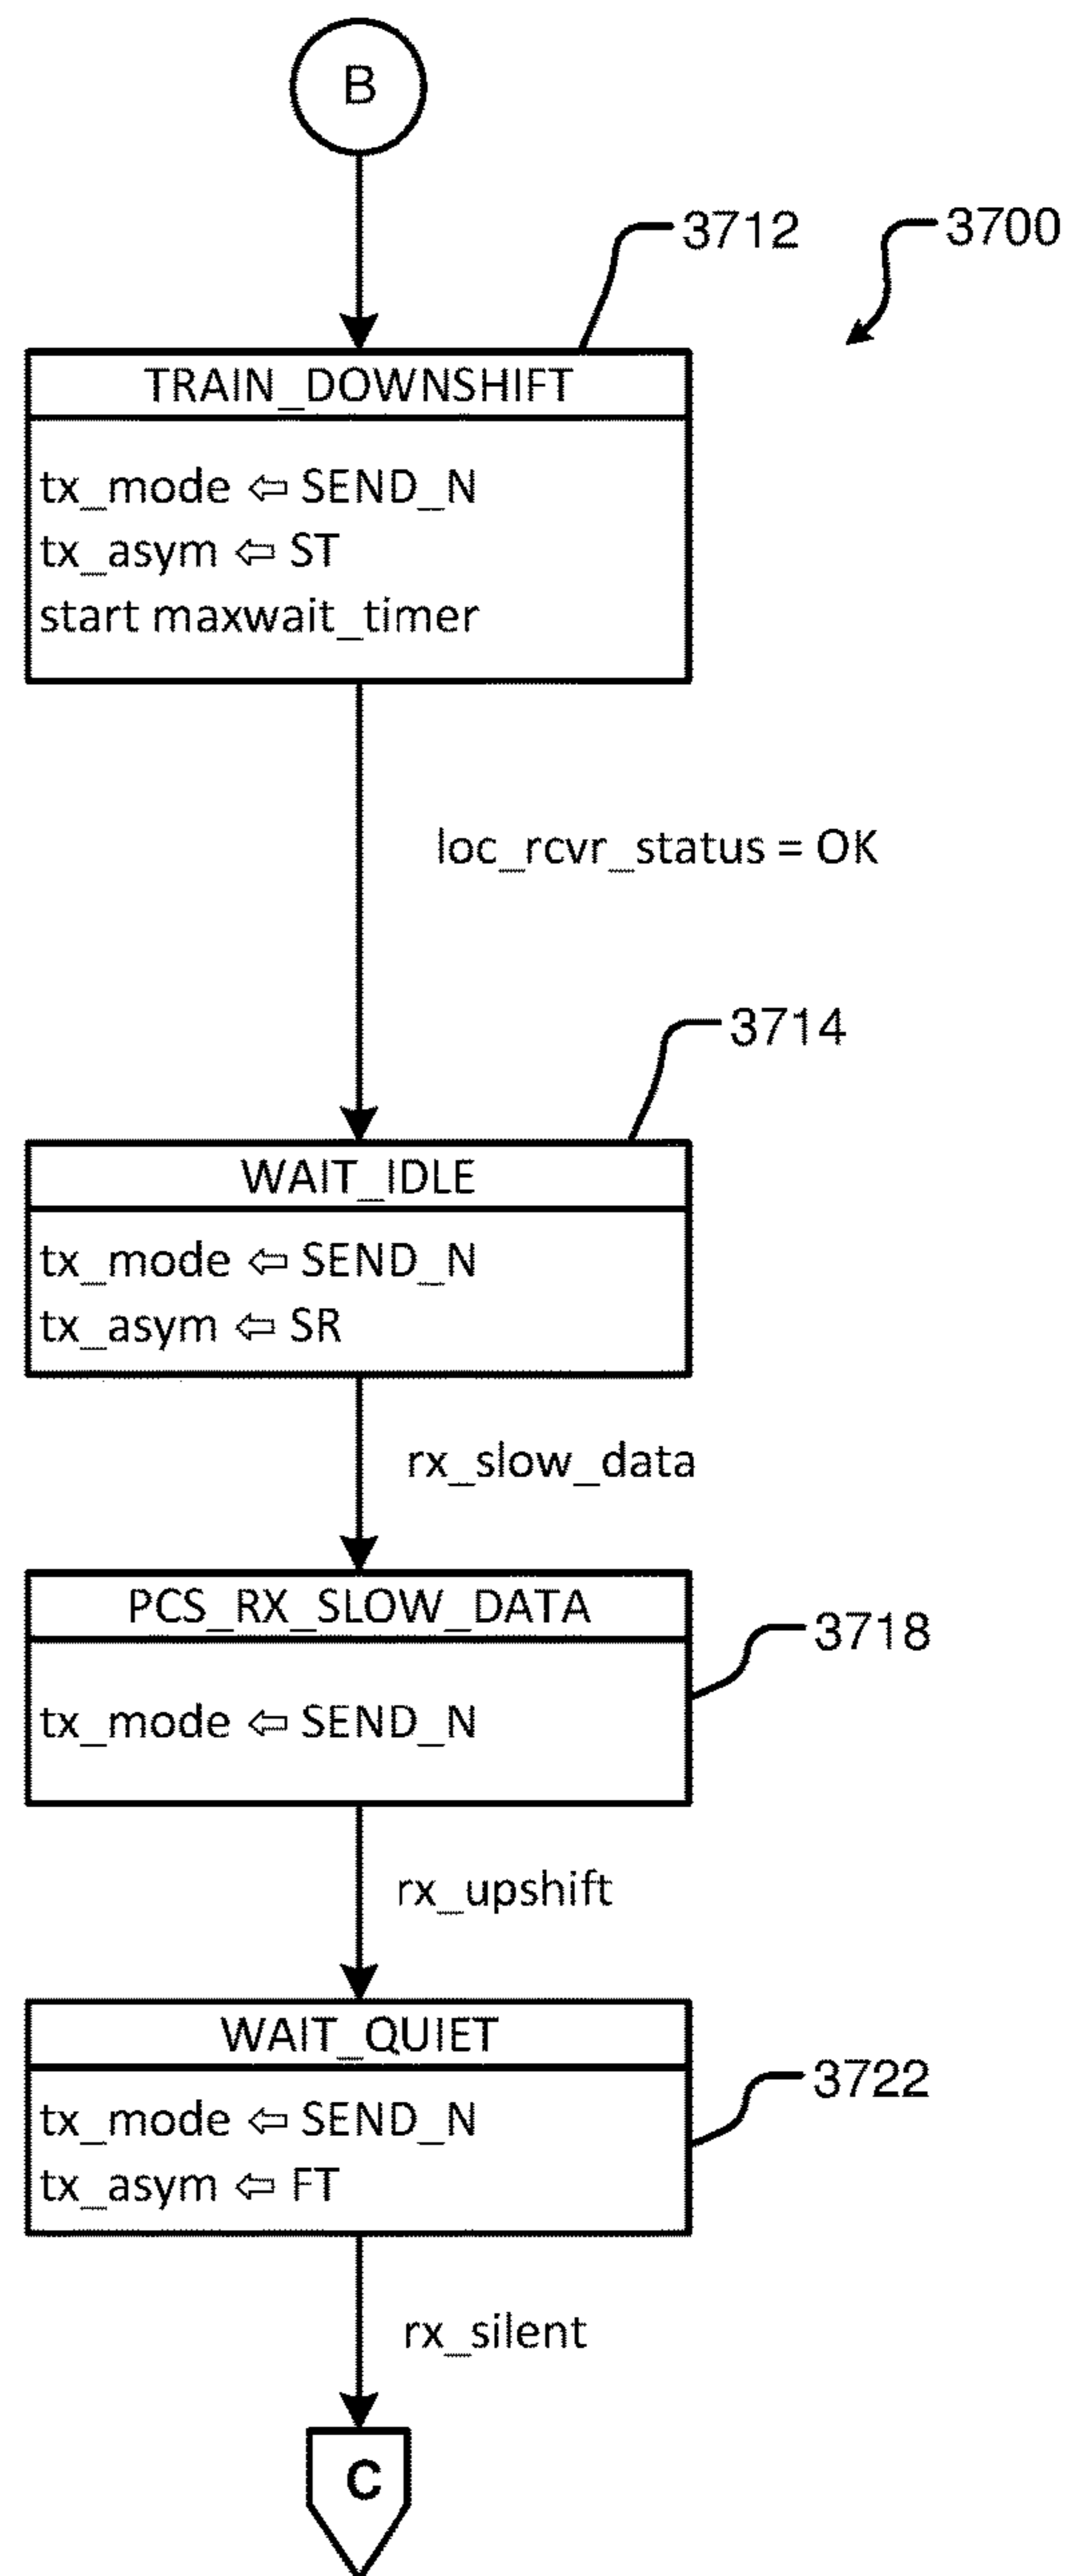 B
3712
3700
TRAIN_DOWNSHIFT
tx_mode ⇦ SEND_N
tx_asym ⇦ ST
start maxwait_timer
loc_rcvr_status = OK
3714
WAIT_IDLE
tx_mode ⇦ SEND_N
tx_asym ⇦ SR
rx_slow_data
PCS_RX_SLOW_DATA
3718
tx_mode ⇦ SEND_N
rx_upshift
WAIT_QUIET
3722
tx_mode ⇦ SEND_N
tx_asym ⇦ FT
rx_silent
C